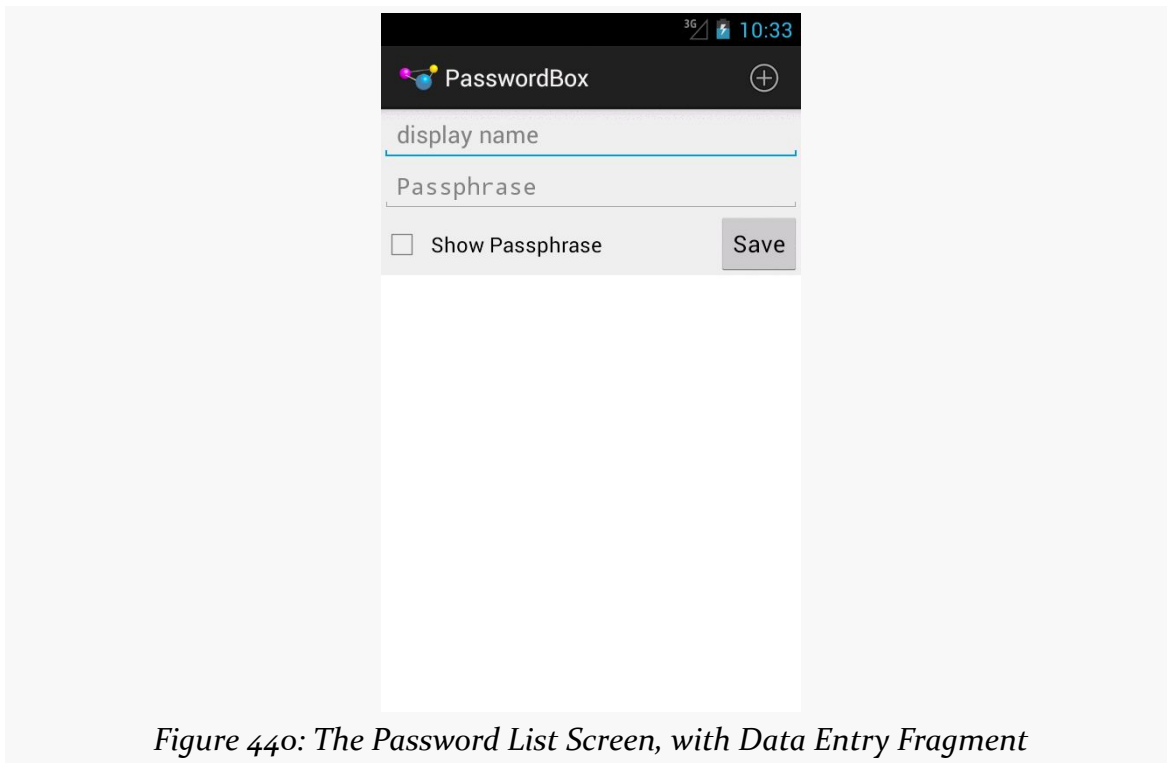 3G 10:33
PasswordBox
display name
Passphrase
Show Passphrase Save
Figure 440: The Password List Screen, with Data Entry Fragment